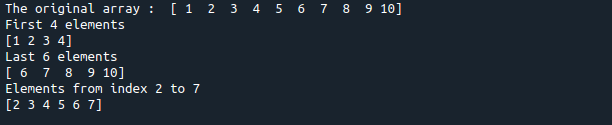 The original array :  [ 1  2  3  4  5  6  7  8  9 10]
First 4 elements
[1 2 3 4]
Last 6 elements
[ 6  7  8  9 10]
Elements from index 2 to 7
[2 3 4 5 6 7]